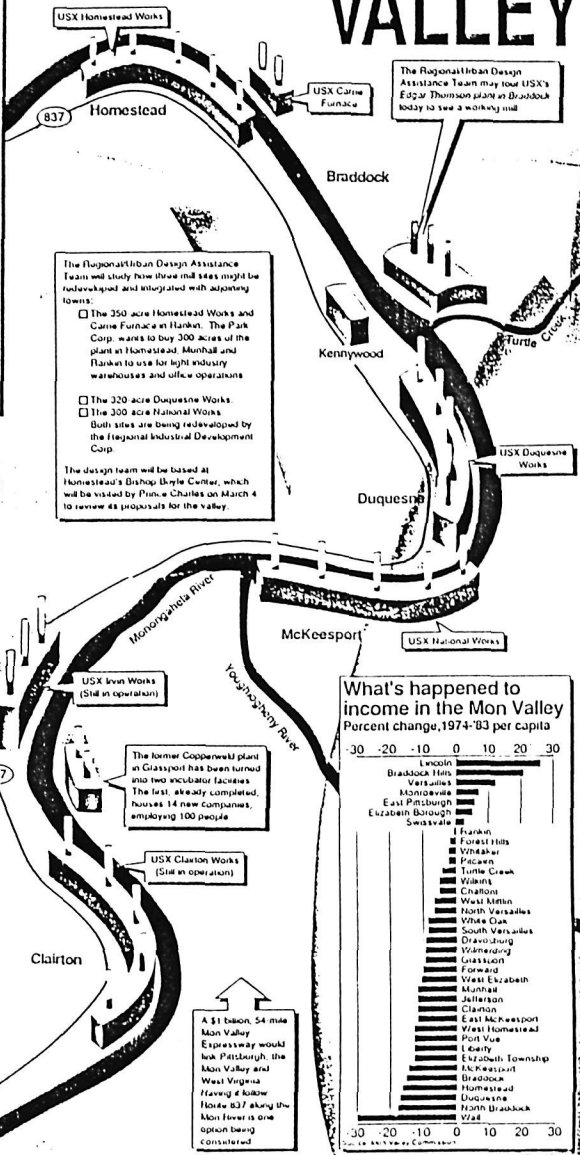 VALLEY
USX Homestead Works
837
Homestead
USX Carrie
Furnace
The Regional/Urban Design
Assistance Team may tour USX's
Edgar Thomson plant in Braddock
today to see a working mill
Braddock
The Regional/Urban Design Assistance
Team will study how three mill sites might be
redeveloped and integrated with adjoining
towns:
The 350 acre Homestead Works and
Carrie Furnace in Rankin. The Park
Corp. wants to buy 300 acres of the
plant in Homestead, Munhall and
Rankin to use for light industry
warehouses and office operations
The 320-acre Duquesne Works.
The 300 acre National Works
Both sites are being redeveloped by
the Regional Industrial Development
Corp.
The design team will be based at
Homestead's Bishop Boyle Center, which
will be visited by Prince Charles on March 4
to review its proposals for the valley.
Kennywood
Turtle Creek
USX Duquesne
Works
Duquesne
Monongahela River
McKeesport
USX National Works
Youghiogheny River
USX Irvin Works
(Still in operation)
7
The former Copperweld plant
in Glassport has been turned
into two incubator facilities
The first, already completed,
houses 14 new companies,
employing 100 people
USX Clairton Works
(Still in operation)
Clairton
A $1 billion, 54-mile
Mon Valley
Expressway would
link Pittsburgh, the
Mon Valley and
West Virginia
Having it follow
Route 837 along the
Mon River is one
option being
considered
What's happened to
income in the Mon Valley
Percent change, 1974-'83 per capita
-30 -20 -10 0 10 20 30
Lincoln
Braddock Hills
Versailles
Monroeville
East Pittsburgh
Elizabeth Borough
Swissvale
Rankin
Forest Hills
Whitaker
Pitcairn
Turtle Creek
Wilkins
Chalfont
West Mifflin
North Versailles
White Oak
South Versailles
Dravosburg
Wilmerding
Glassport
Forward
West Elizabeth
Munhall
Jefferson
Clairton
East McKeesport
West Homestead
Port Vue
Liberty
Elizabeth Township
McKeesport
Braddock
Homestead
Duquesne
North Braddock
Wall
-30 -20 -10 0 10 20 30
Source: Mon Valley Commission